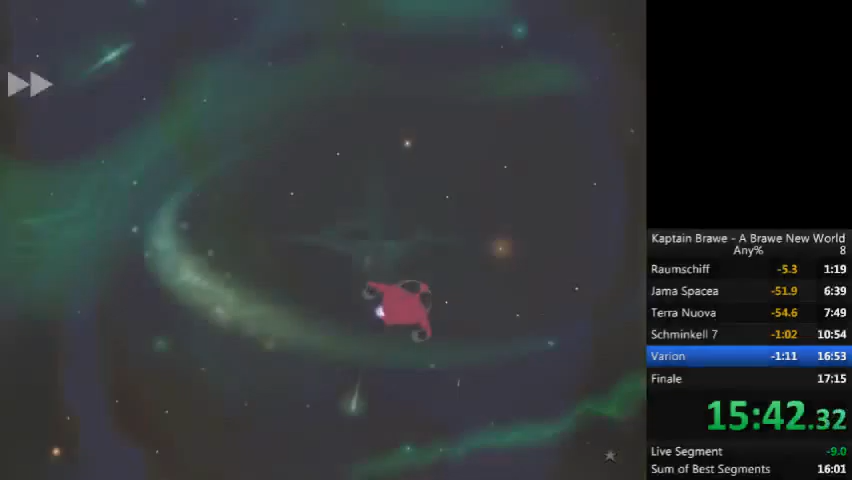 Kaptain Brawe - A Brawe New World
Any% 8
Raumschiff -5.3 1:19
Jama Spacea -51.9 6:39
Terra Nuova -54.6 7:49
Schminkell 7 -1:02 10:54
Varion -1:11 16:53
Finale 17:15
15:42.32
Live Segment -9.0
Sum of Best Segments 16:01